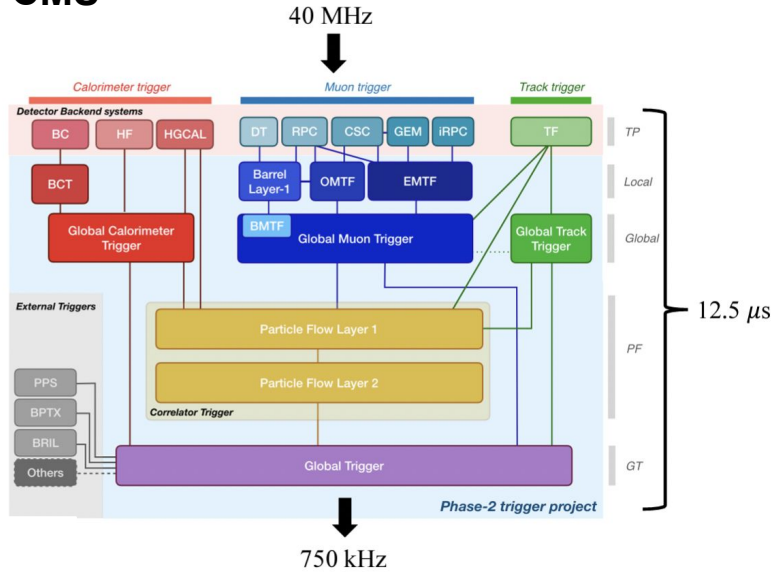 CMS
40 MHz
Calorimeter trigger
Muon trigger
Track trigger
Detector Backend systems
BC
HF
HGCAL
DT
RPC
CSC
GEM
iRPC
TF
TP
BCT
Barrel
Layer-1
OMTF
EMTF
Local
Global Calorimeter
Trigger
BMTF
Global Muon Trigger
Global Track
Trigger
Global
12.5 μs
External Triggers
Particle Flow Layer 1
PF
Particle Flow Layer 2
Correlator Trigger
PPS
BPTX
BRIL
Others
Global Trigger
GT
Phase-2 trigger project
750 kHz